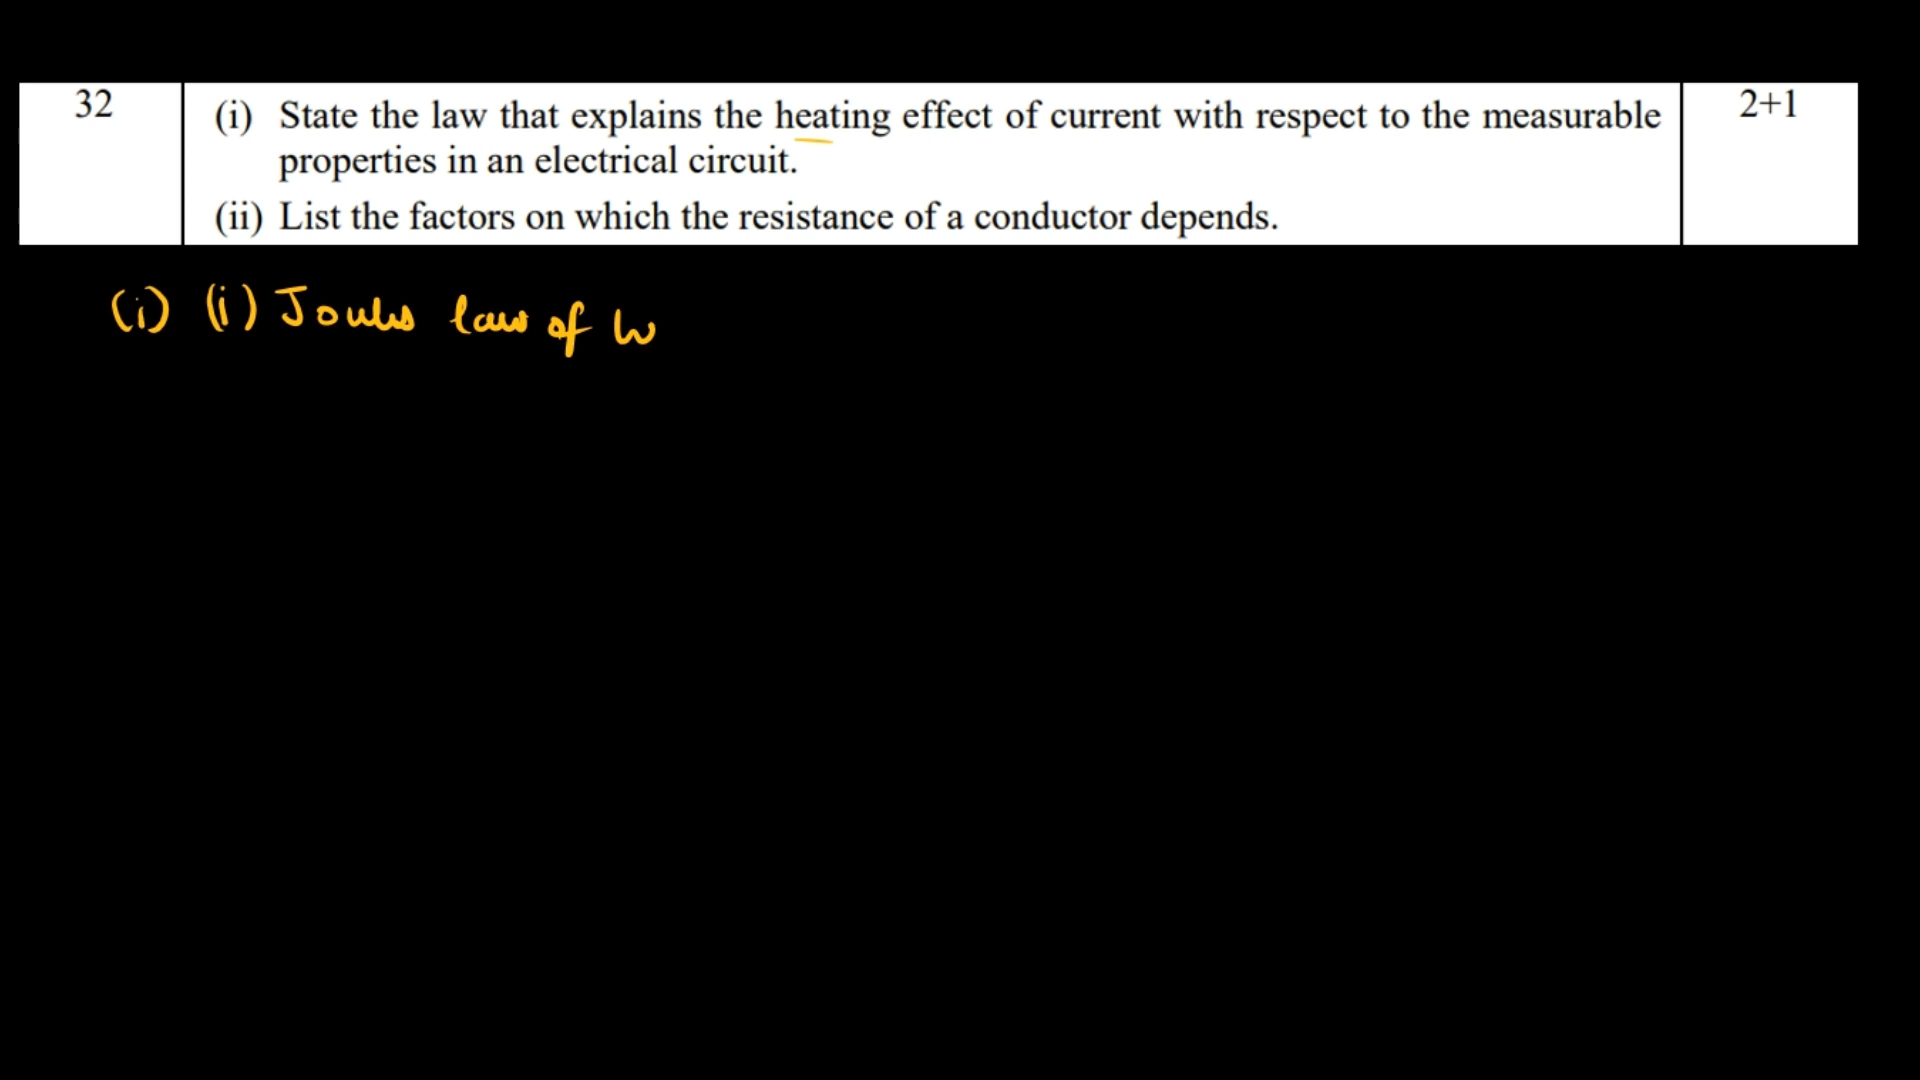 32
(i) State the law that explains the heating effect of current with respect to the measurable
properties in an electrical circuit.
(ii) List the factors on which the resistance of a conductor depends.
2+1
(i) (i) Joules law of w